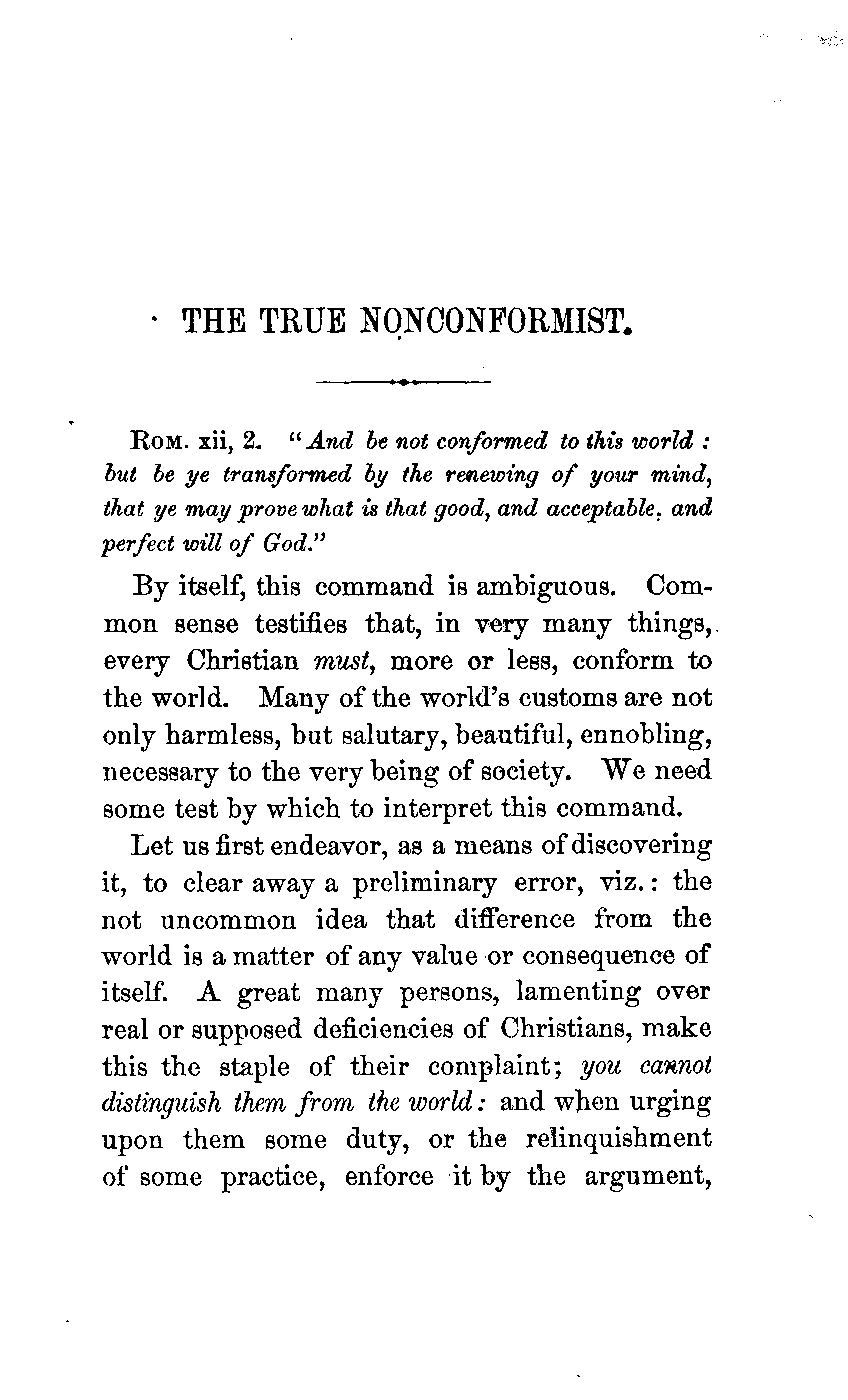 THE TRUE NONCONFORMIST.
ROM. xii, 2. "And be not conformed to this world :
but be ye transformed by the renewing of your mind,
that ye may prove what is that good, and acceptable, and
perfect will of God."
By itself, this command is ambiguous. Com-
mon sense testifies that, in very many things,
every Christian must, more or less, conform to
the world. Many of the world's customs are not
only harmless, but salutary, beautiful, ennobling,
necessary to the very being of society. We need
some test by which to interpret this command.
Let us first endeavor, as a means of discovering
it, to clear away a preliminary error, viz. : the
not uncommon idea that difference from the
world is a matter of any value or consequence of
itself. A great many persons, lamenting over
real or supposed deficiencies of Christians, make
this the staple of their complaint; you cannot
distinguish them from the world: and when urging
upon them some duty, or the relinquishment
of some practice, enforce it by the argument,